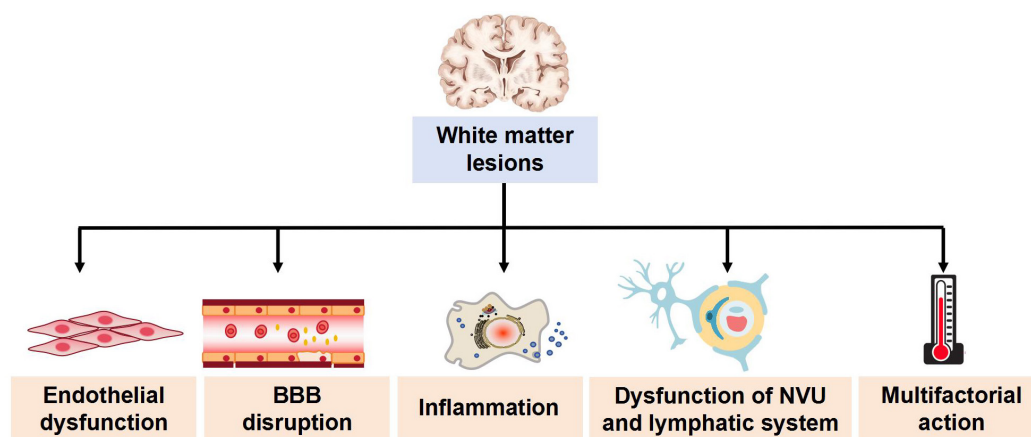 White matter
lesions
Endothelial
dysfunction
BBB
disruption
Inflammation
Dysfunction of NVU
and lymphatic system
Multifactorial
action